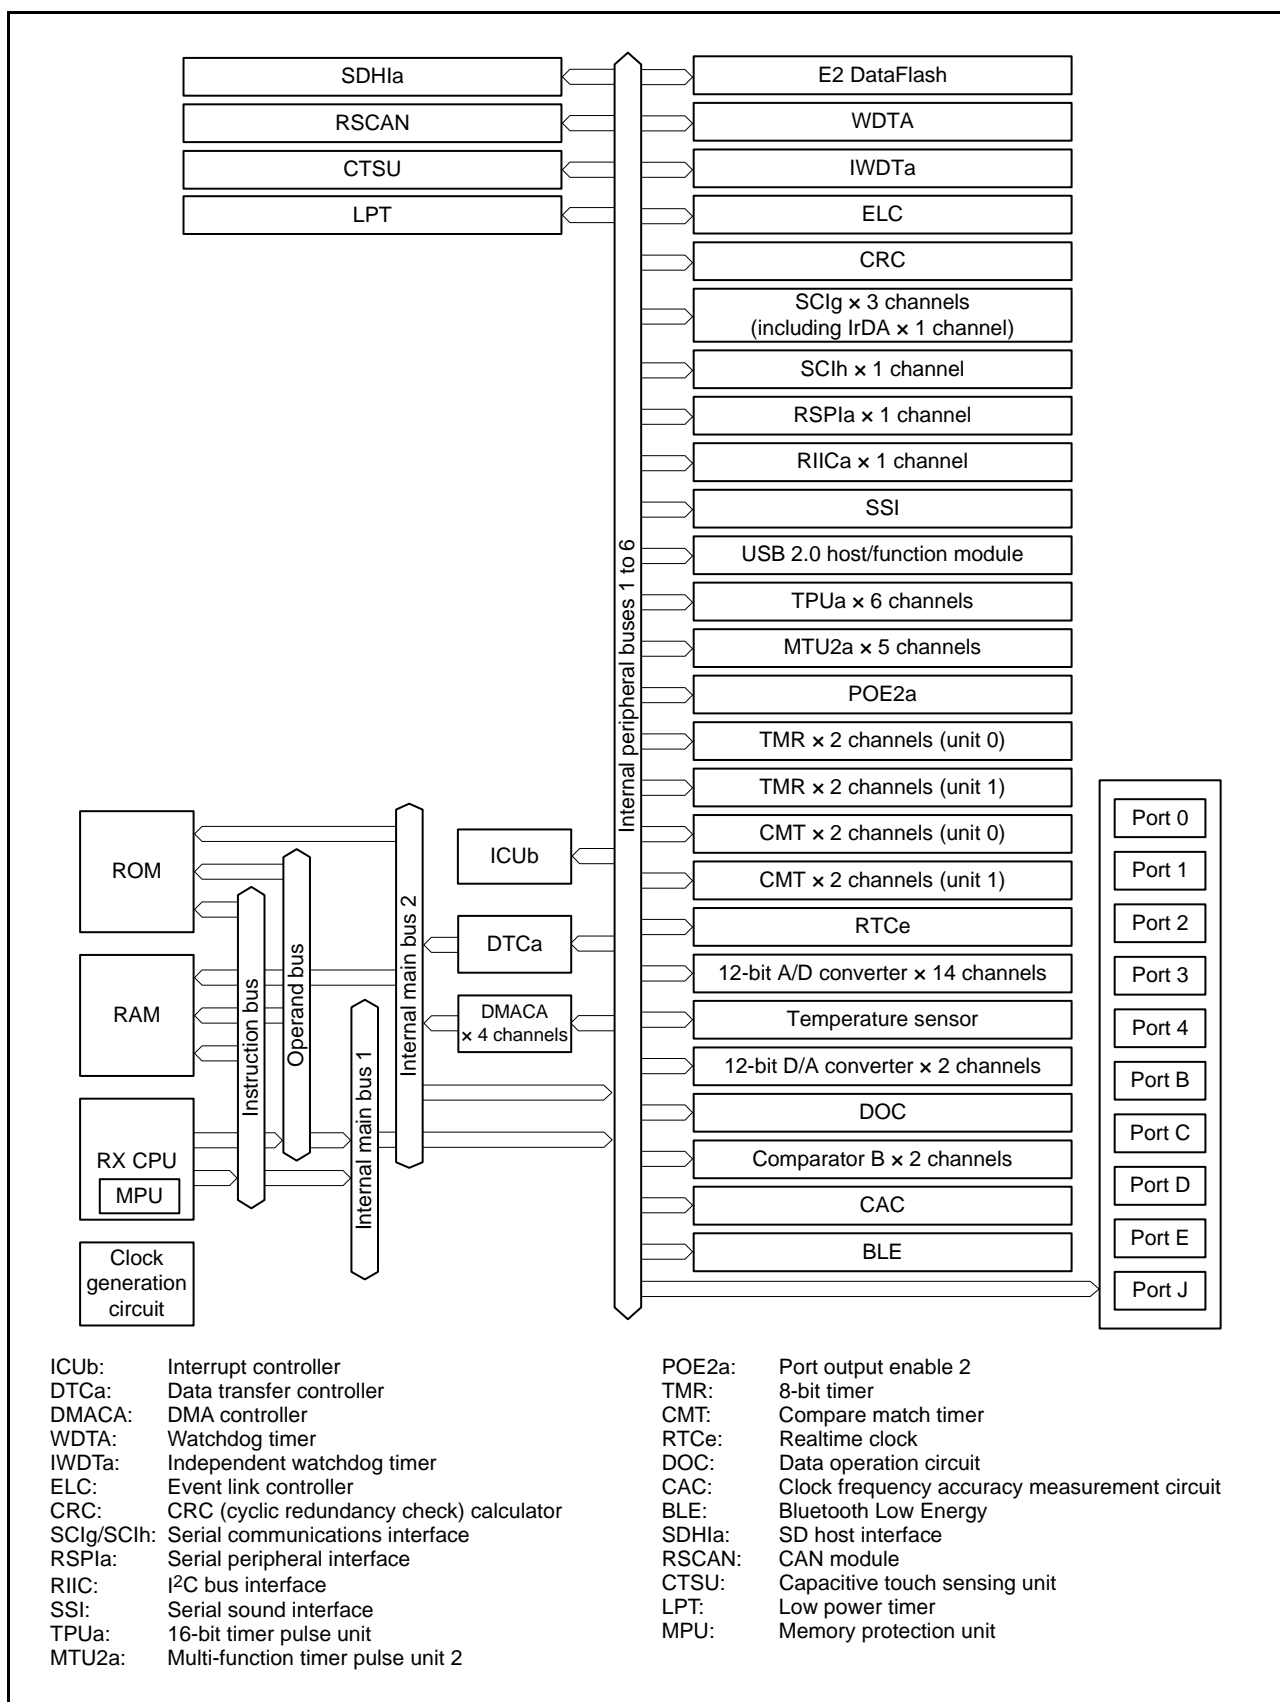 SDHIa
RSCAN
CTSU
LPT
E2 DataFlash
WDTA
IWDTa
ELC
CRC
SCIg × 3 channels
(including IrDA × 1 channel)
SCIh × 1 channel
RSPIa × 1 channel
RIICa × 1 channel
SSI
USB 2.0 host/function module
TPUa × 6 channels
MTU2a × 5 channels
POE2a
TMR × 2 channels (unit 0)
TMR × 2 channels (unit 1)
CMT × 2 channels (unit 0)
CMT × 2 channels (unit 1)
RTCe
12-bit A/D converter × 14 channels
Temperature sensor
12-bit D/A converter × 2 channels
DOC
Comparator B × 2 channels
CAC
BLE
Internal peripheral buses 1 to 6
Port 0
Port 1
Port 2
Port 3
Port 4
Port B
Port C
Port D
Port E
Port J
ROM
RAM
RX CPU
MPU
Clock
generation
circuit
Instruction bus
Operand bus
Internal main bus 1
Internal main bus 2
ICUb
DTCa
DMACA
× 4 channels
ICUb: Interrupt controller
DTCa: Data transfer controller
DMACA: DMA controller
WDTA: Watchdog timer
IWDTa: Independent watchdog timer
ELC: Event link controller
CRC: CRC (cyclic redundancy check) calculator
SCIg/SCIh: Serial communications interface
RSPIa: Serial peripheral interface
RIIC: I²C bus interface
SSI: Serial sound interface
TPUa: 16-bit timer pulse unit
MTU2a: Multi-function timer pulse unit 2
POE2a: Port output enable 2
TMR: 8-bit timer
CMT: Compare match timer
RTCe: Realtime clock
DOC: Data operation circuit
CAC: Clock frequency accuracy measurement circuit
BLE: Bluetooth Low Energy
SDHIa: SD host interface
RSCAN: CAN module
CTSU: Capacitive touch sensing unit
LPT: Low power timer
MPU: Memory protection unit